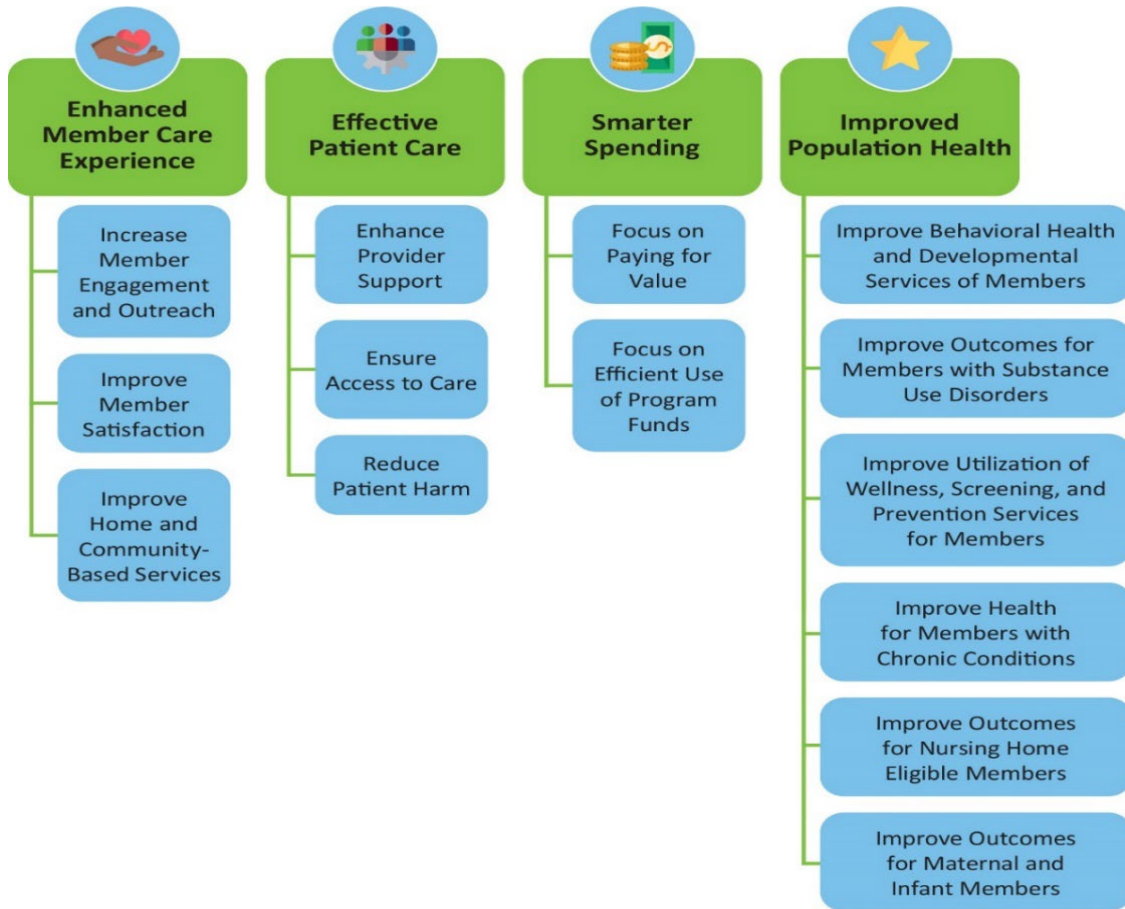 Enhanced
Member Care
Experience
Increase
Member
Engagement
and Outreach
Improve
Member
Satisfaction
Improve
Home and
Community-
Based Services
Effective
Patient Care
Enhance
Provider
Support
Ensure
Access to Care
Reduce
Patient Harm
Smarter
Spending
Focus on
Paying for
Value
Focus on
Efficient Use
of Program
Funds
Improved
Population Health
Improve Behavioral Health
and Developmental
Services of Members
Improve Outcomes for
Members with Substance
Use Disorders
Improve Utilization of
Wellness, Screening, and
Prevention Services
for Members
Improve Health
for Members with
Chronic Conditions
Improve Outcomes
for Nursing Home
Eligible Members
Improve Outcomes
for Maternal and
Infant Members